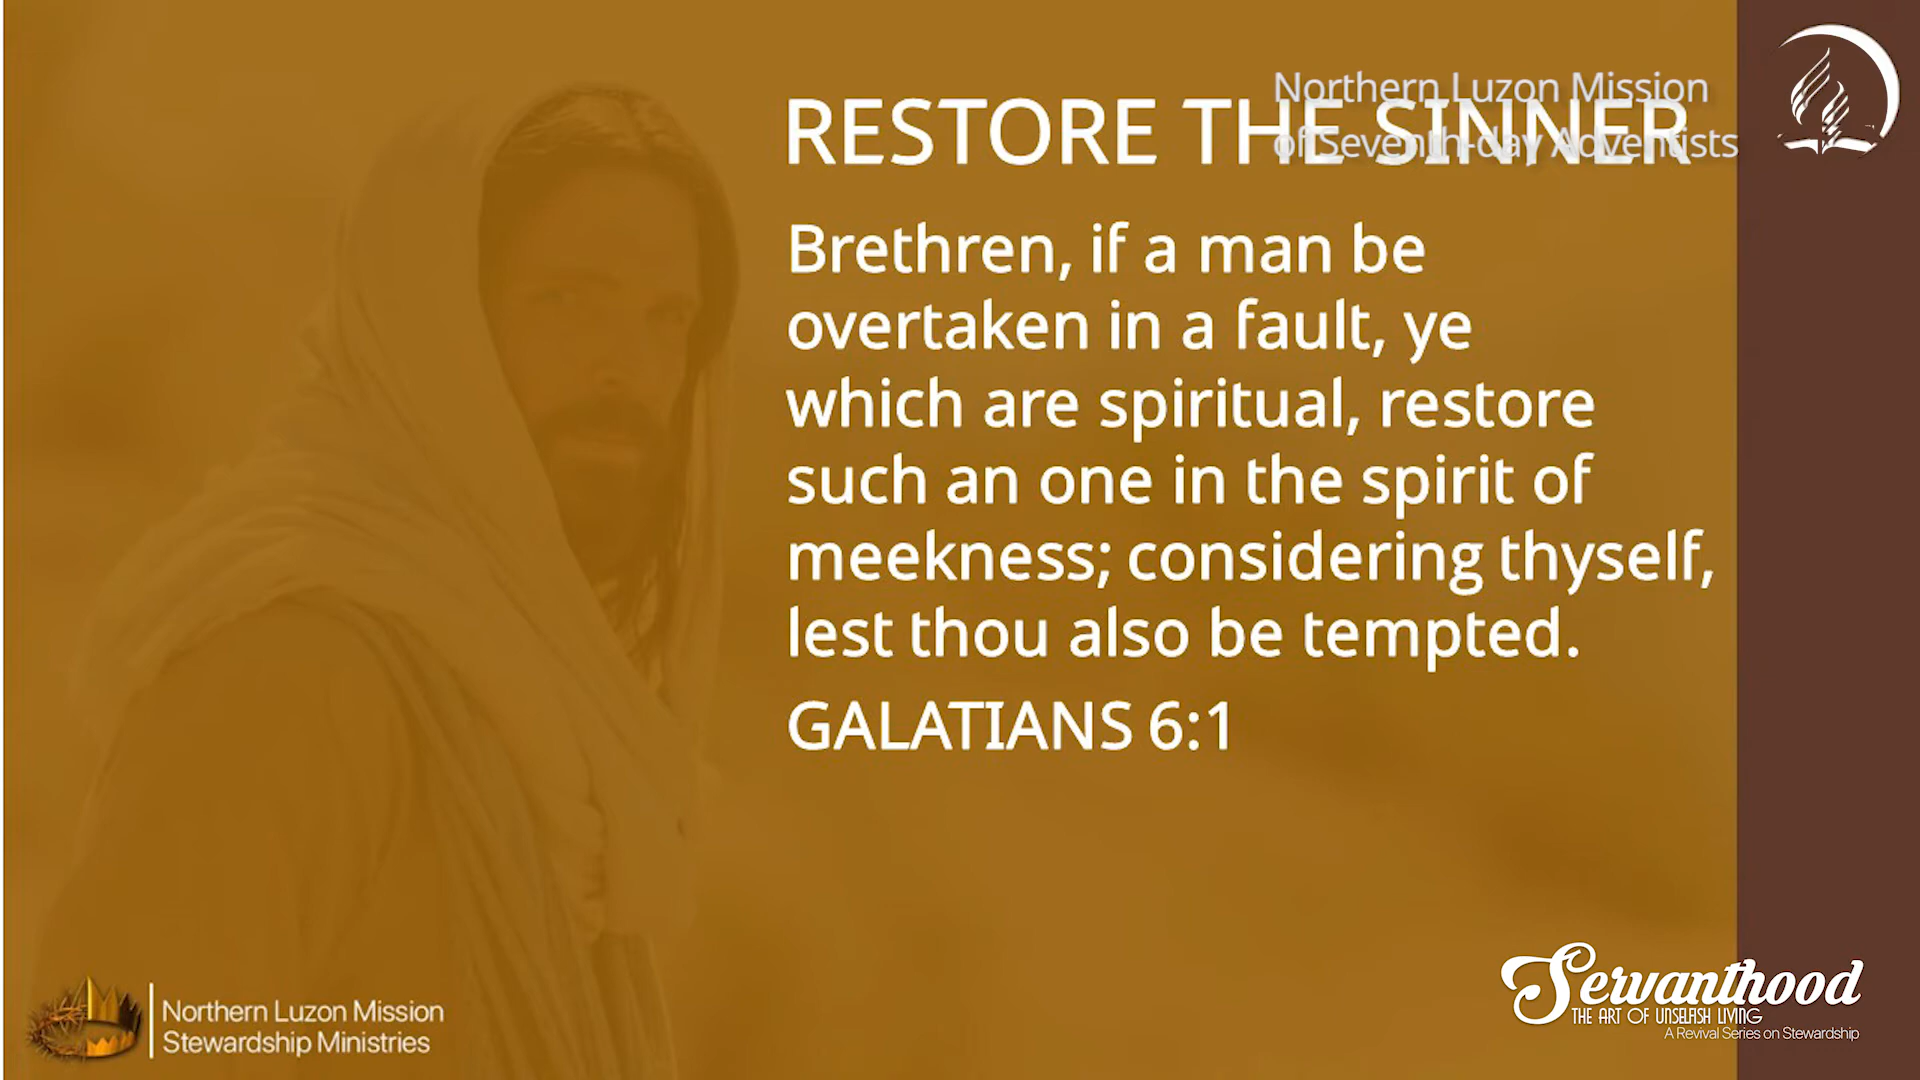 Northern Luzon Mission
of Seventh-day Adventists
RESTORE THE SINNER
Brethren, if a man be
overtaken in a fault, ye
which are spiritual, restore
such an one in the spirit of
meekness; considering thyself,
lest thou also be tempted.
GALATIANS 6:1
Northern Luzon Mission
Stewardship Ministries
Servanthood
THE ART OF UNSELFISH LIVING
A Revival Series on Stewardship